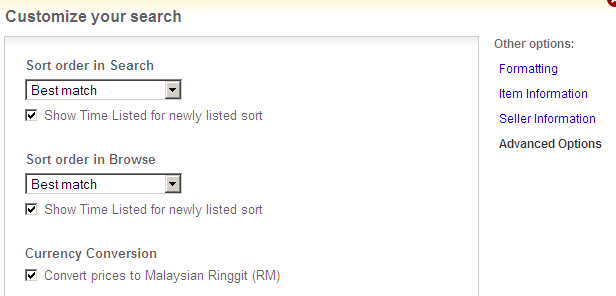 Customize your search
Other options:
Sort order in Search
Formatting
Best match
Item Information
Show Time Listed for newly listed sort
Seller Information
Advanced Options
Sort order in Browse
Best match
Show Time Listed for newly listed sort
Currency Conversion
Convert prices to Malaysian Ringgit (RM)